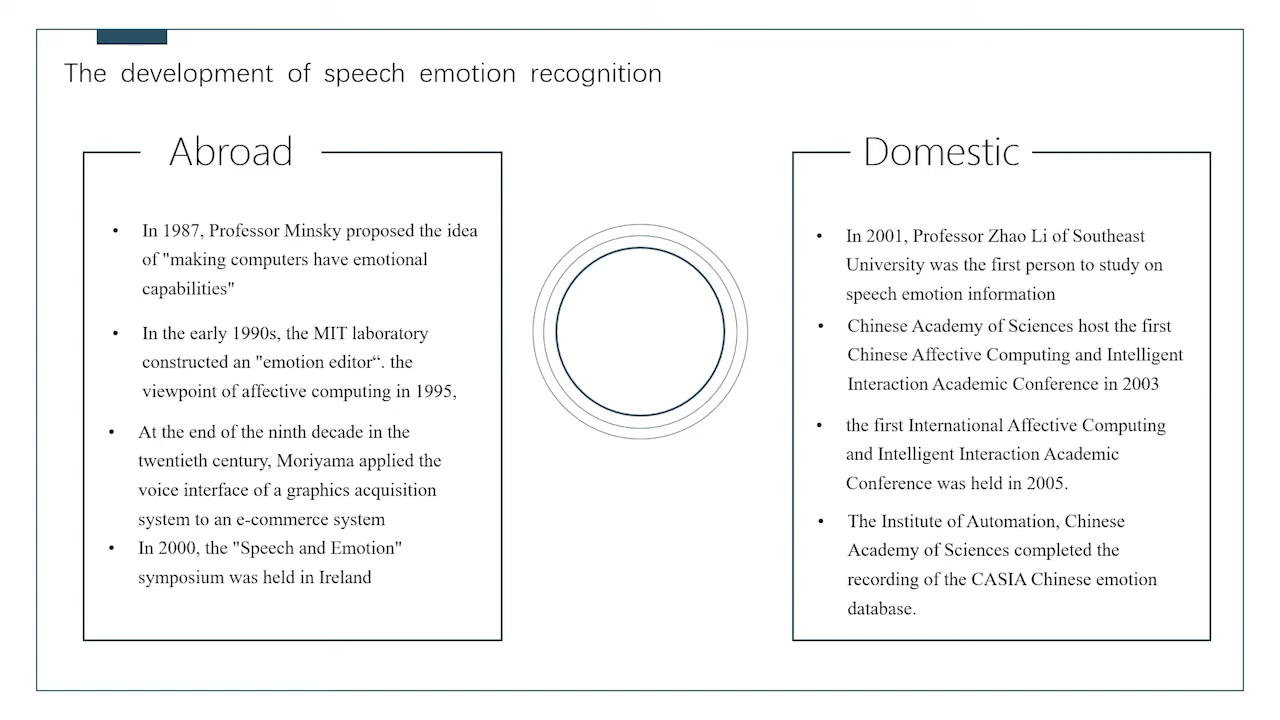 The development of speech emotion recognition
Abroad
• In 1987, Professor Minsky proposed the idea
of "making computers have emotional
capabilities"
• In the early 1990s, the MIT laboratory
constructed an "emotion editor“. the
viewpoint of affective computing in 1995,
• At the end of the ninth decade in the
twentieth century, Moriyama applied the
voice interface of a graphics acquisition
system to an e-commerce system
• In 2000, the "Speech and Emotion"
symposium was held in Ireland
Domestic
• In 2001, Professor Zhao Li of Southeast
University was the first person to study on
speech emotion information
• Chinese Academy of Sciences host the first
Chinese Affective Computing and Intelligent
Interaction Academic Conference in 2003
• the first International Affective Computing
and Intelligent Interaction Academic
Conference was held in 2005.
• The Institute of Automation, Chinese
Academy of Sciences completed the
recording of the CASIA Chinese emotion
database.